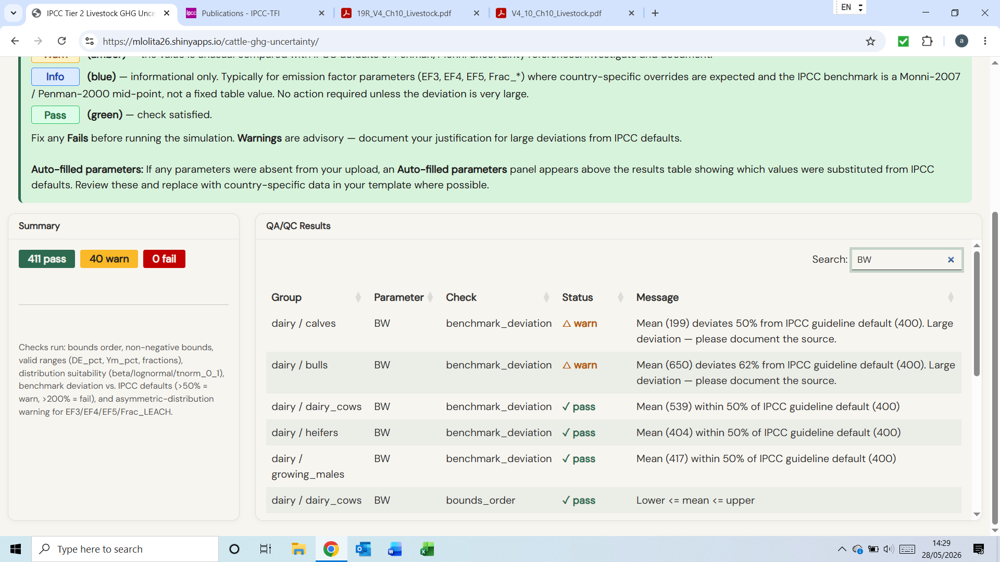 EN
IPCC Tier 2 Livestock GHG Unce
Publications - IPCC-TFI
19R_V4_Ch10_Livestock.pdf
V4_10_Ch10_Livestock.pdf
https://mlolita26.shinyapps.io/cattle-ghg-uncertainty/
a
Info (blue) — informational only. Typically for emission factor parameters (EF3, EF4, EF5, Frac_*) where country-specific overrides are expected and the IPCC benchmark is a Monni-2007
/ Penman-2000 mid-point, not a fixed table value. No action required unless the deviation is very large.
Pass (green) — check satisfied.
Fix any Fails before running the simulation. Warnings are advisory — document your justification for large deviations from IPCC defaults.
Auto-filled parameters: If any parameters were absent from your upload, an Auto-filled parameters panel appears above the results table showing which values were substituted from IPCC
defaults. Review these and replace with country-specific data in your template where possible.
Summary
411 pass 40 warn 0 fail
Checks run: bounds order, non-negative bounds,
valid ranges (DE_pct, Ym_pct, fractions),
distribution suitability (beta/lognormal/tnorm_0_1),
benchmark deviation vs. IPCC defaults (>50% =
warn, >200% = fail), and asymmetric-distribution
warning for EF3/EF4/EF5/Frac_LEACH.
QA/QC Results
Search: BW
Group Parameter Check Status Message
dairy / calves BW benchmark_deviation ⚠ warn Mean (199) deviates 50% from IPCC guideline default (400). Large
deviation — please document the source.
dairy / bulls BW benchmark_deviation ⚠ warn Mean (650) deviates 62% from IPCC guideline default (400). Large
deviation — please document the source.
dairy / dairy_cows BW benchmark_deviation ✓ pass Mean (539) within 50% of IPCC guideline default (400)
dairy / heifers BW benchmark_deviation ✓ pass Mean (404) within 50% of IPCC guideline default (400)
dairy / BW benchmark_deviation ✓ pass Mean (417) within 50% of IPCC guideline default (400)
growing_males
dairy / dairy_cows BW bounds_order ✓ pass Lower <= mean <= upper
Type here to search
14:29
28/05/2026